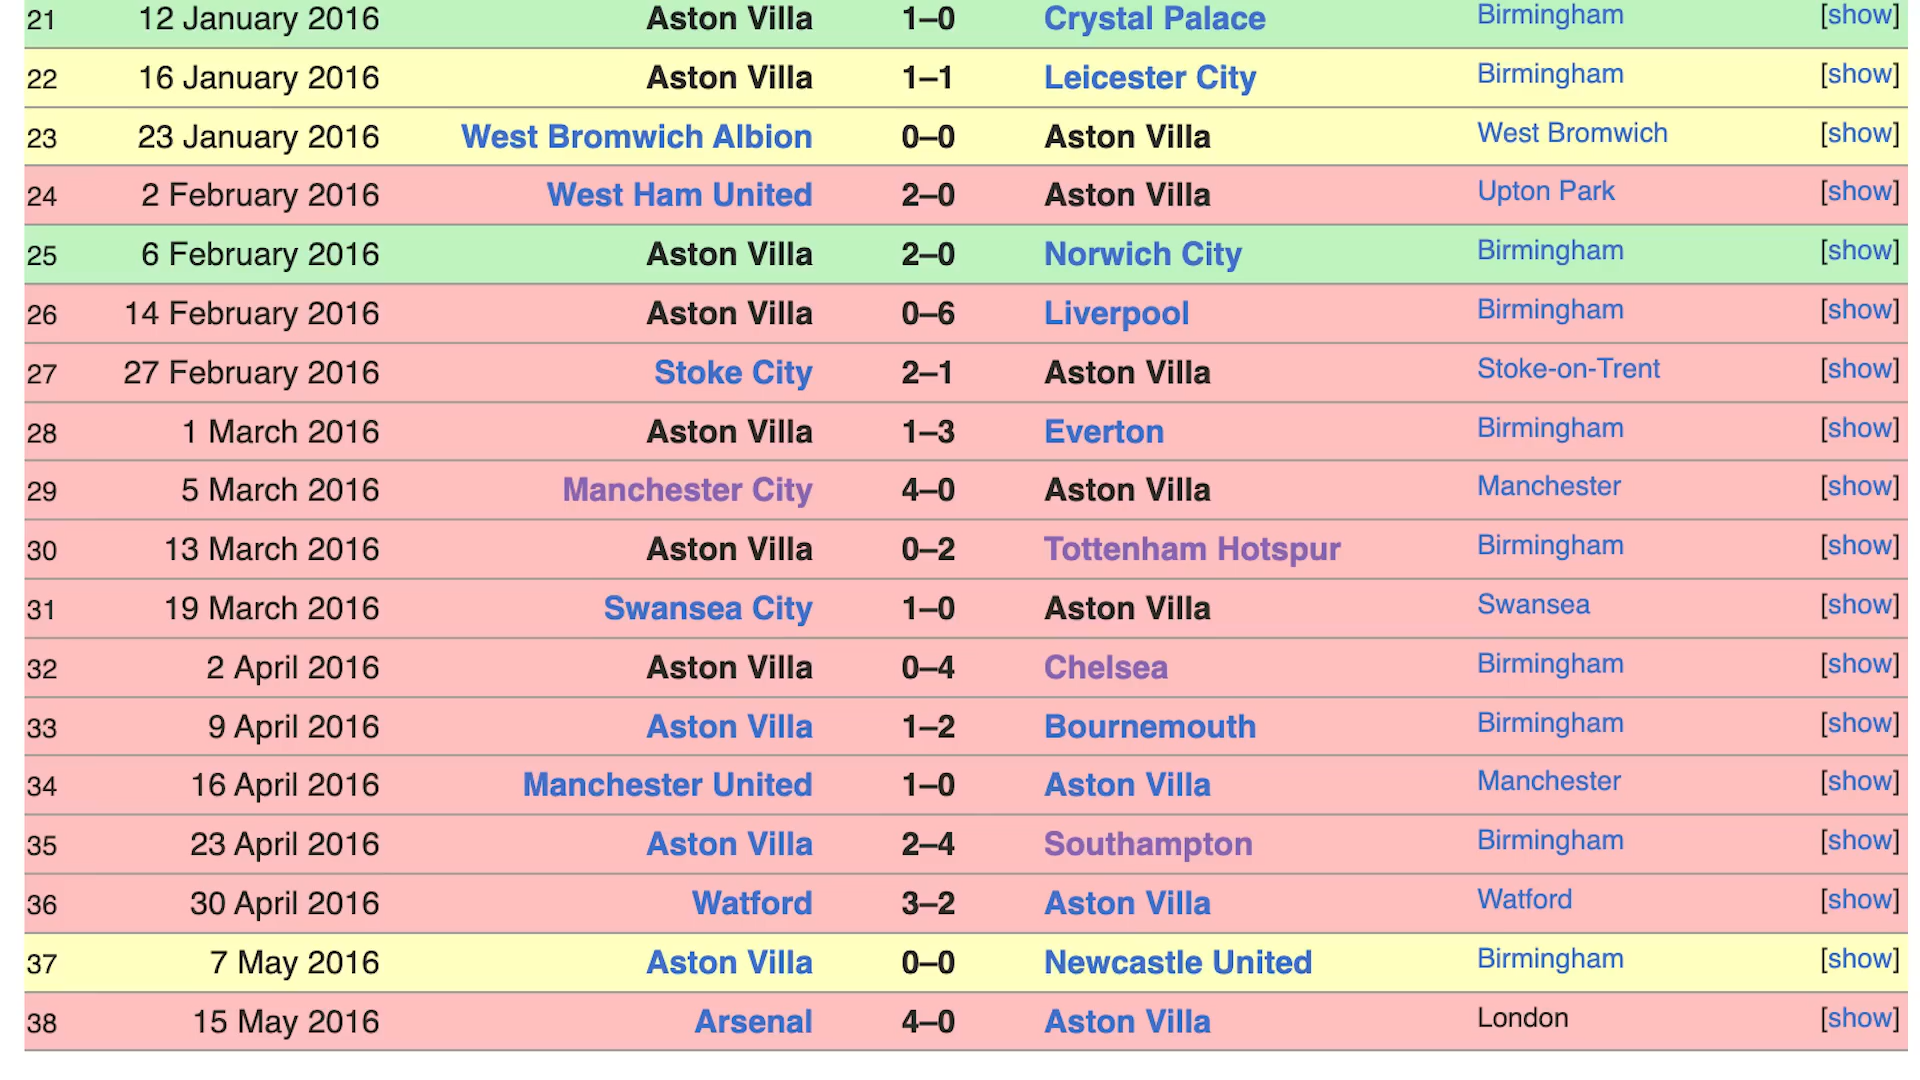 21 12 January 2016 Aston Villa 1–0 Crystal Palace Birmingham [show]
22 16 January 2016 Aston Villa 1–1 Leicester City Birmingham [show]
23 23 January 2016 West Bromwich Albion 0–0 Aston Villa West Bromwich [show]
24 2 February 2016 West Ham United 2–0 Aston Villa Upton Park [show]
25 6 February 2016 Aston Villa 2–0 Norwich City Birmingham [show]
26 14 February 2016 Aston Villa 0–6 Liverpool Birmingham [show]
27 27 February 2016 Stoke City 2–1 Aston Villa Stoke-on-Trent [show]
28 1 March 2016 Aston Villa 1–3 Everton Birmingham [show]
29 5 March 2016 Manchester City 4–0 Aston Villa Manchester [show]
30 13 March 2016 Aston Villa 0–2 Tottenham Hotspur Birmingham [show]
31 19 March 2016 Swansea City 1–0 Aston Villa Swansea [show]
32 2 April 2016 Aston Villa 0–4 Chelsea Birmingham [show]
33 9 April 2016 Aston Villa 1–2 Bournemouth Birmingham [show]
34 16 April 2016 Manchester United 1–0 Aston Villa Manchester [show]
35 23 April 2016 Aston Villa 2–4 Southampton Birmingham [show]
36 30 April 2016 Watford 3–2 Aston Villa Watford [show]
37 7 May 2016 Aston Villa 0–0 Newcastle United Birmingham [show]
38 15 May 2016 Arsenal 4–0 Aston Villa London [show]